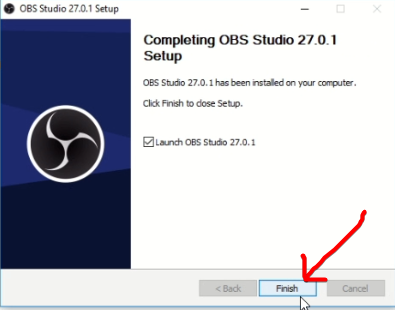 OBS Studio 27.0.1 Setup
Completing OBS Studio 27.0.1
Setup
OBS Studio 27.0.1 has been installed on your computer.
Click Finish to close Setup.
Launch OBS Studio 27.0.1
< Back Finish Cancel